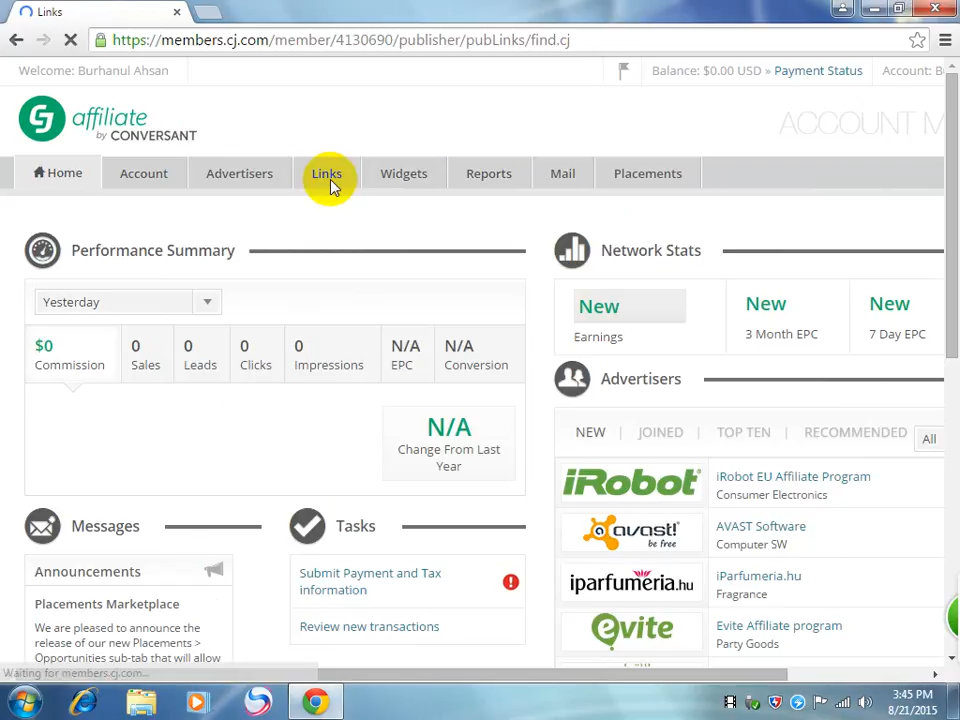 Links
https://members.cj.com/member/4130690/publisher/pubLinks/find.cj
Welcome: Burhanul Ahsan
Balance: $0.00 USD » Payment Status
Account: B
CJ affiliate
by CONVERSANT
ACCOUNT M
Home
Account
Advertisers
Links
Widgets
Reports
Mail
Placements
Performance Summary
Yesterday
$0
Commission
0
Sales
0
Leads
0
Clicks
0
Impressions
N/A
EPC
N/A
Conversion
N/A
Change From Last
Year
Network Stats
New
Earnings
New
3 Month EPC
New
7 Day EPC
Advertisers
NEW | JOINED | TOP TEN | RECOMMENDED
All
iRobot
iRobot EU Affiliate Program
Consumer Electronics
avast!
be free
AVAST Software
Computer SW
iparfumeria.hu
iParfumeria.hu
Fragrance
evite
Evite Affiliate program
Party Goods
Messages
Announcements
Placements Marketplace
We are pleased to announce the
release of our new Placements >
Opportunities sub-tab that will allow
Tasks
Submit Payment and Tax
information
Review new transactions
Waiting for members.cj.com...
3:45 PM
8/21/2015